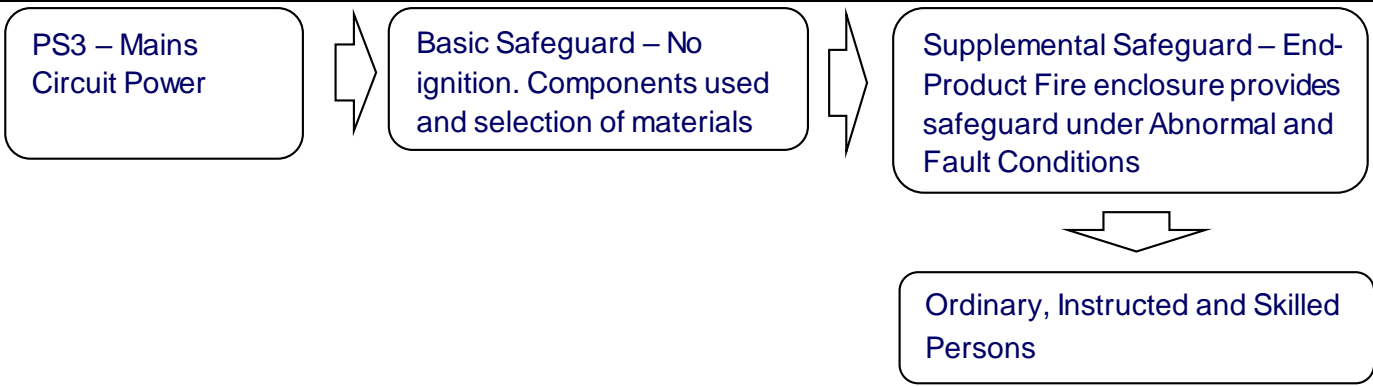 PS3 – Mains
Circuit Power
Basic Safeguard – No
ignition. Components used
and selection of materials
Supplemental Safeguard – End-
Product Fire enclosure provides
safeguard under Abnormal and
Fault Conditions
Ordinary, Instructed and Skilled
Persons